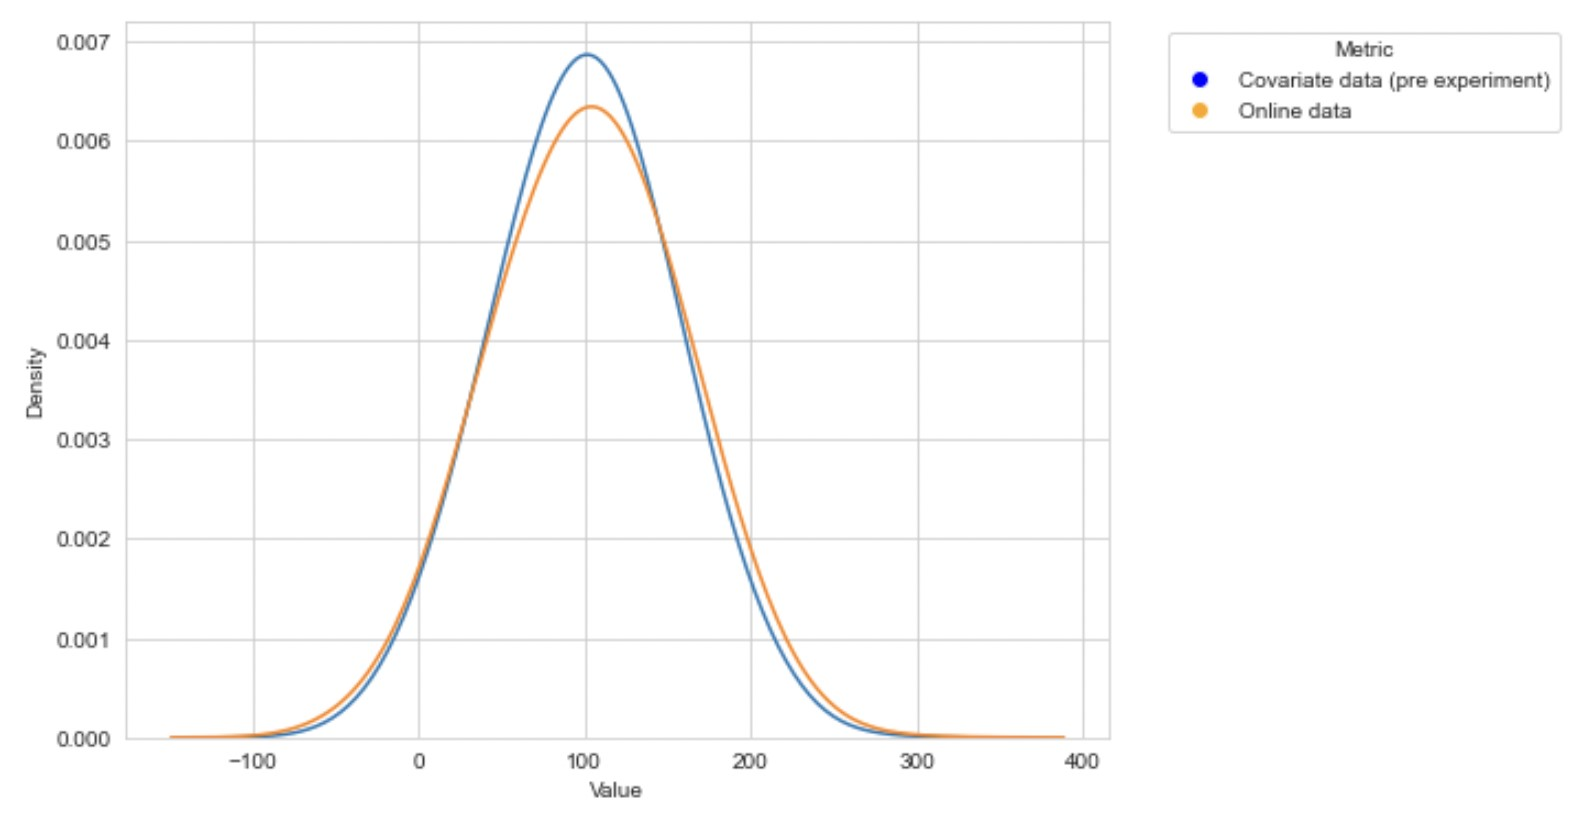 0.007
0.006
0.005
0.004
0.003
0.002
0.001
0.000
Density
−100 0 100 200 300 400
Value
Metric
Covariate data (pre experiment)
Online data